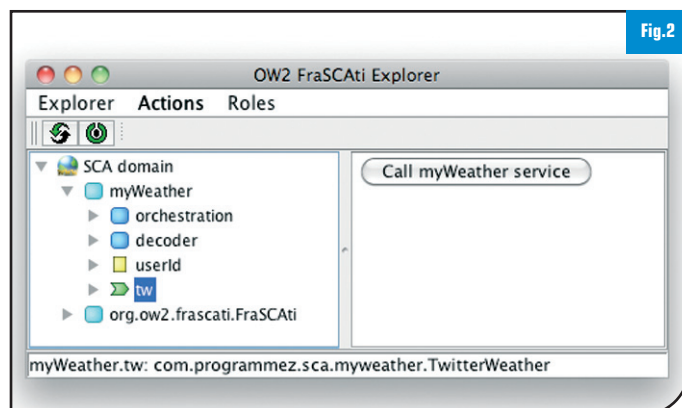 Fig.2
OW2 FraSCAti Explorer
Explorer Actions Roles
SCA domain
myWeather
orchestration
decoder
userId
tw
org.ow2.frascati.FraSCAti
Call myWeather service
myWeather.tw: com.programmez.sca.myweather.TwitterWeather